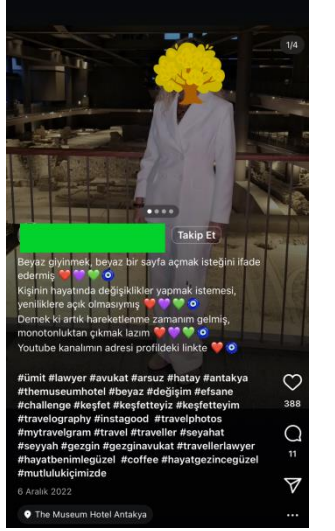 1/4
Takip Et
Beyaz giyinmek, beyaz bir sayfa açmak isteğini ifade
edermiş ❤️💜💚🧿
Kişinin hayatında değişiklikler yapmak istemesi,
yeniliklere açık olmasıymış ❤️💜💚🧿
Demek ki artık hareketlenme zamanım gelmiş,
monotonluktan çıkmak lazım ❤️💜💚🧿
Youtube kanalımın adresi profildeki linkte ❤️🧿
#ümit #lawyer #avukat #arsuz #hatay #antakya
#themuseumhotel #beyaz #değişim #efsane
#challenge #keşfet #keşfetteyiz #keşfetteyim
#travelography #instagood #travelphotos
#mytravelgram #travel #traveller #seyahat
#seyyah #gezgin #gezginavukat #travellerlawyer
#hayatbenimlegüzel #coffee #hayatgezincegüzel
#mutlulukiçimizde
388
11
6 Aralık 2022
The Museum Hotel Antakya